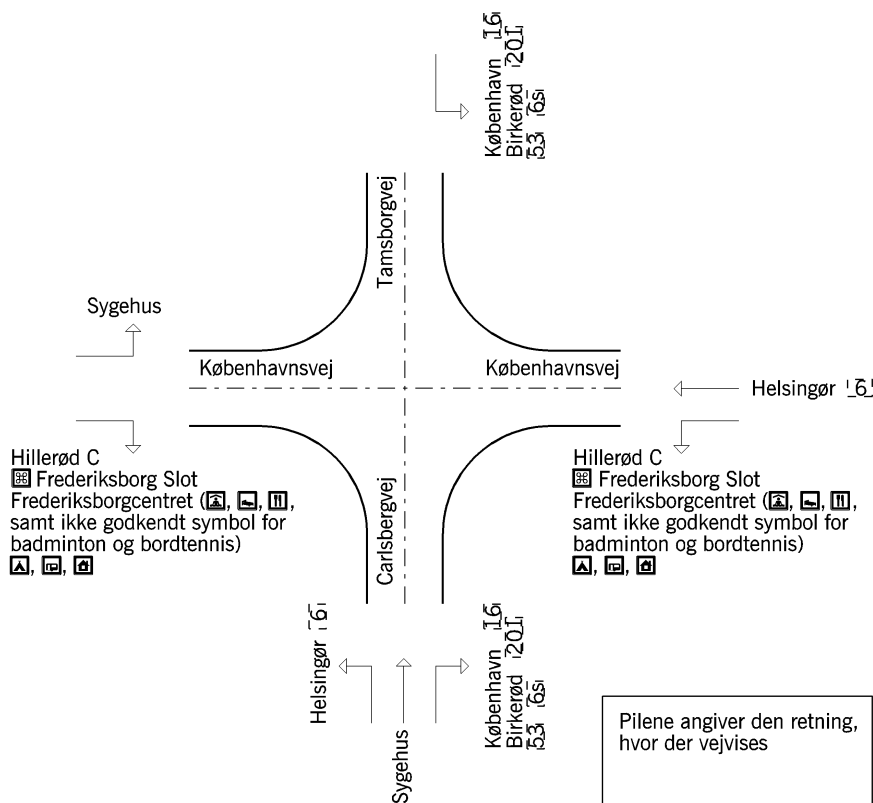 København 16
Birkerød 201
53 6s
Tamsborgvej
Sygehus
Københavnsvej
Københavnsvej
Helsingør 6
Hillerød C
Frederiksborg Slot
Frederiksborgcentret ( , , ,
samt ikke godkendt symbol for
badminton og bordtennis)
Hillerød C
Frederiksborg Slot
Frederiksborgcentret ( , , ,
samt ikke godkendt symbol for
badminton og bordtennis)
Carlsbergvej
Helsingør 6
Sygehus
København 16
Birkerød 201
53 6s
Pilene angiver den retning,
hvor der vejvises